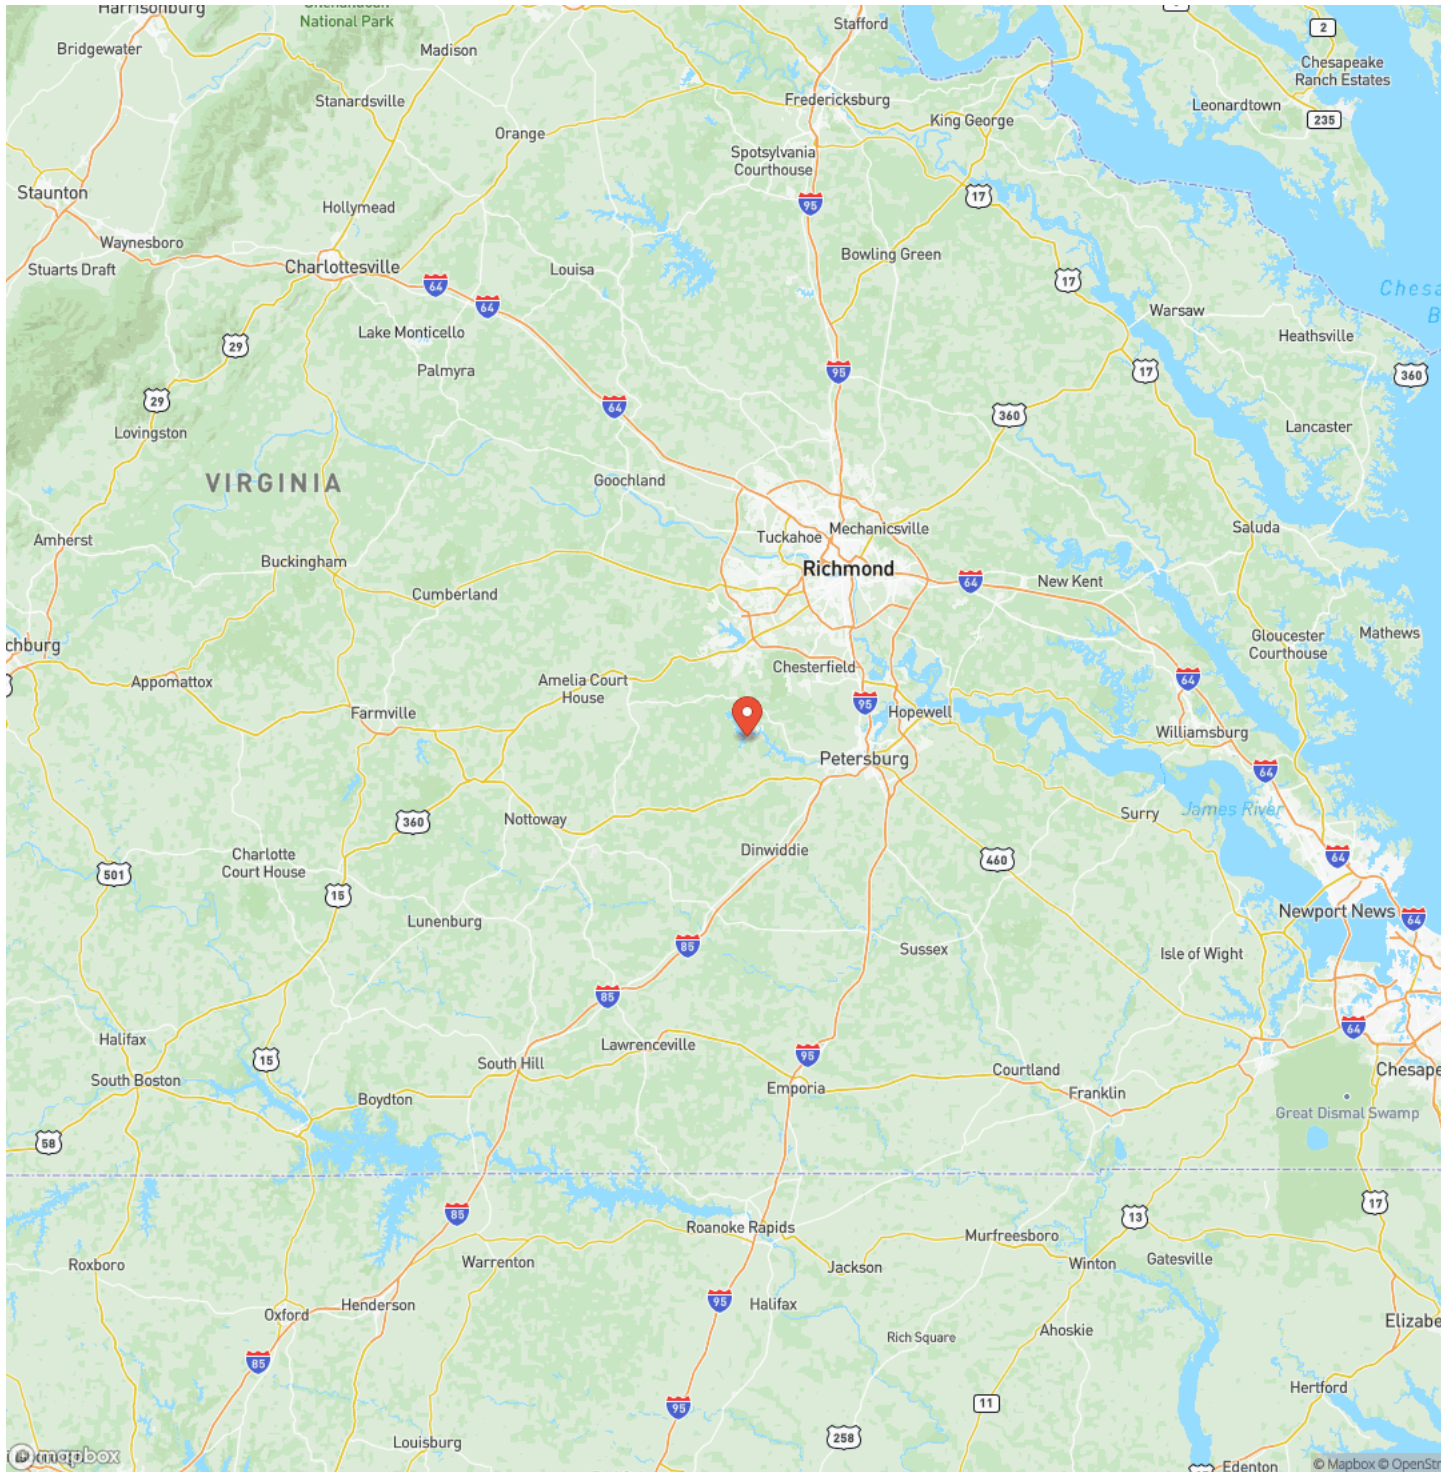 Harrisonburg
Shenandoah
National Park
Stafford
2
Bridgewater
Madison
Chesapeake
Ranch Estates
Stanardsville
Fredericksburg
Leonardtown
235
Orange
King George
Spotsylvania
Courthouse
Staunton
95
17
Hollymead
Waynesboro
Bowling Green
Stuarts Draft
Charlottesville
Louisa
64
64
17
Chesa
B
Warsaw
Lake Monticello
29
Heathsville
Palmyra
95
17
360
29
64
360
Lovington
Lancaster
VIRGINIA
Goochland
Tuckahoe
Mechanicsville
Saluda
Amherst
Buckingham
Richmond
64
New Kent
Cumberland
chburg
Gloucester
Courthouse
Mathews
Chesterfield
Appomattox
Amelia Court
House
64
95
Farmville
Hopewell
Williamsburg
Petersburg
64
Nottoway
360
Surry
James River
Charlotte
Court House
Dinwiddie
460
64
501
15
Lunenburg
Newport News
64
85
Sussex
Isle of Wight
85
Halifax
64
15
Lawrenceville
95
South Hill
Courtland
Chesape
South Boston
Emporia
Franklin
Boydton
Great Dismal Swamp
58
85
17
13
Roanoke Rapids
Murfreesboro
Roxboro
Warrenton
Jackson
Winton
Gatesville
95
Oxford
Henderson
Halifax
Elizabe
Rich Square
Ahoskie
85
Hertford
95
11
Louisburg
258
mapbox
Edenton
© Mapbox © OpenStr